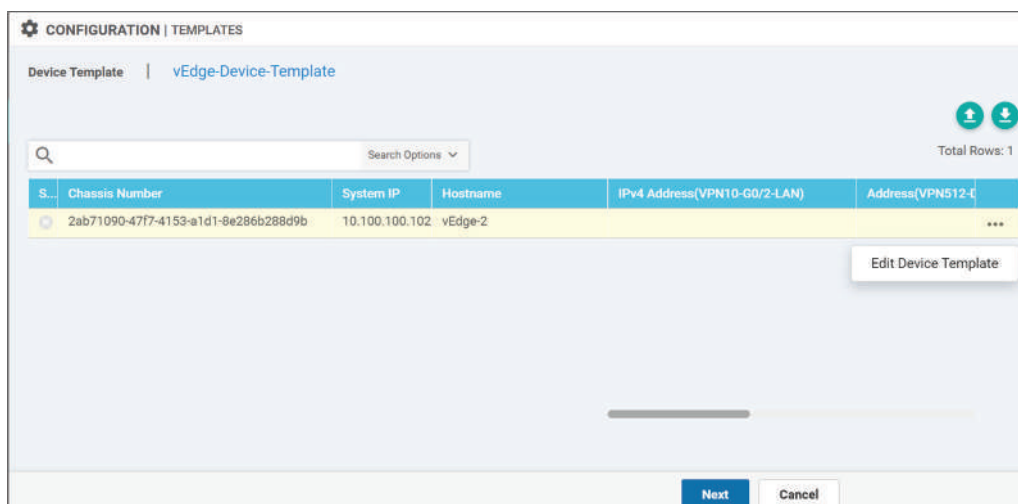 CONFIGURATION | TEMPLATES
Device Template | vEdge-Device-Template
Search Options
Total Rows: 1
S... Chassis Number System IP Hostname IPv4 Address(VPN10-G0/2-LAN) Address(VPN512-
2ab71090-47f7-4153-a1d1-8e286b288d9b 10.100.100.102 vEdge-2 •••
Edit Device Template
Next Cancel